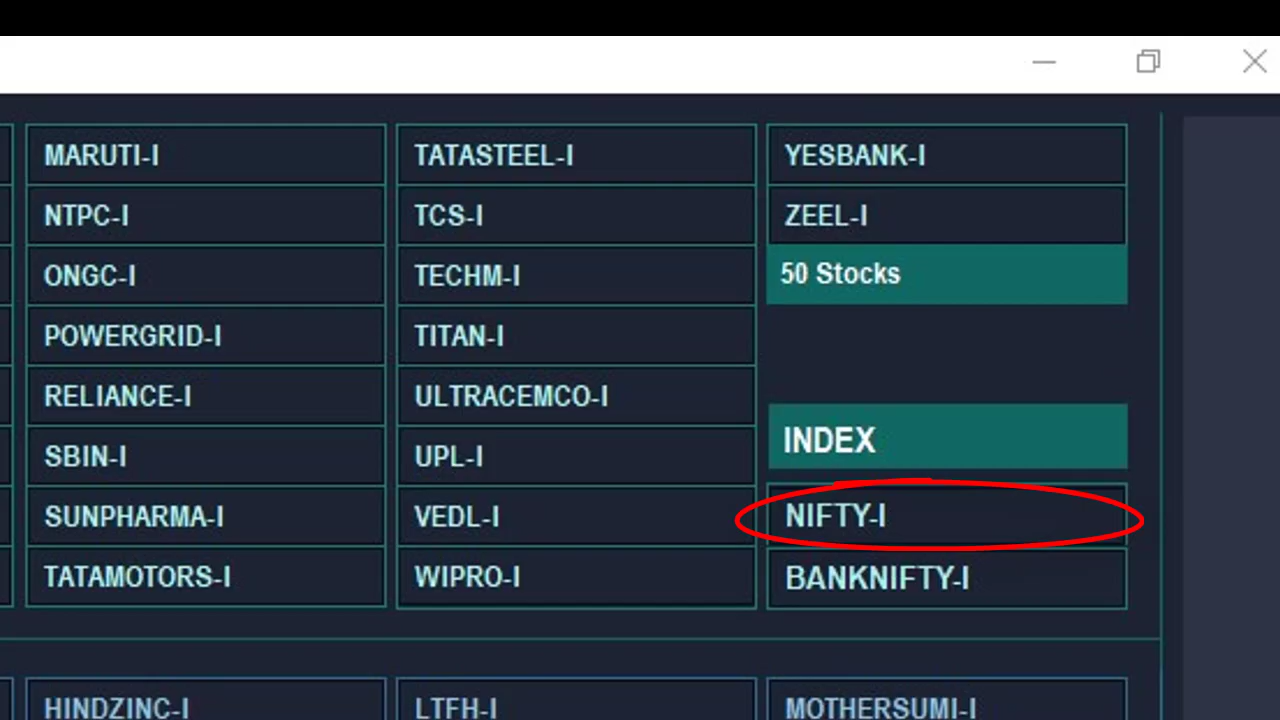 MARUTI-I
NTPC-I
ONGC-I
POWERGRID-I
RELIANCE-I
SBIN-I
SUNPHARMA-I
TATAMOTORS-I
TATASTEEL-I
TCS-I
TECHM-I
TITAN-I
ULTRACEMCO-I
UPL-I
VEDL-I
WIPRO-I
YESBANK-I
ZEEL-I
50 Stocks
INDEX
NIFTY-I
BANKNIFTY-I
HINDZINC-I
LTFH-I
MOTHERSUMI-I